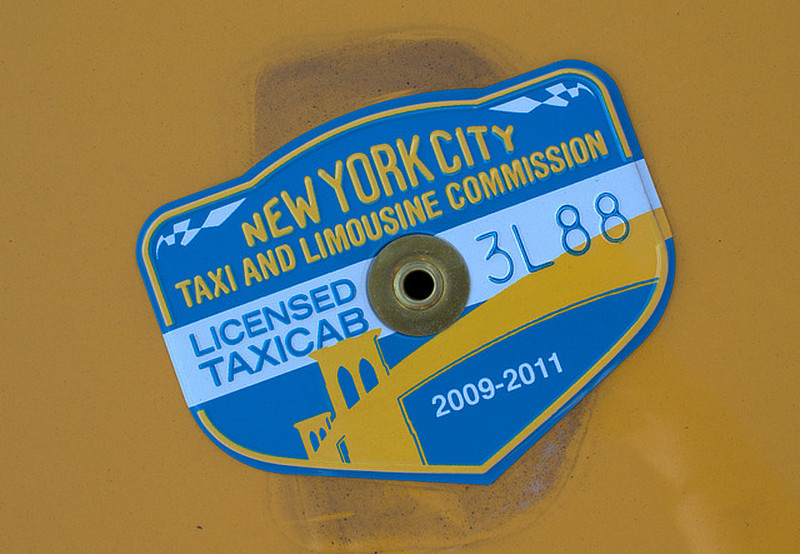 NEW YORK CITY
TAXI AND LIMOUSINE COMMISSION
LICENSED
TAXICAB
3L88
2009-2011